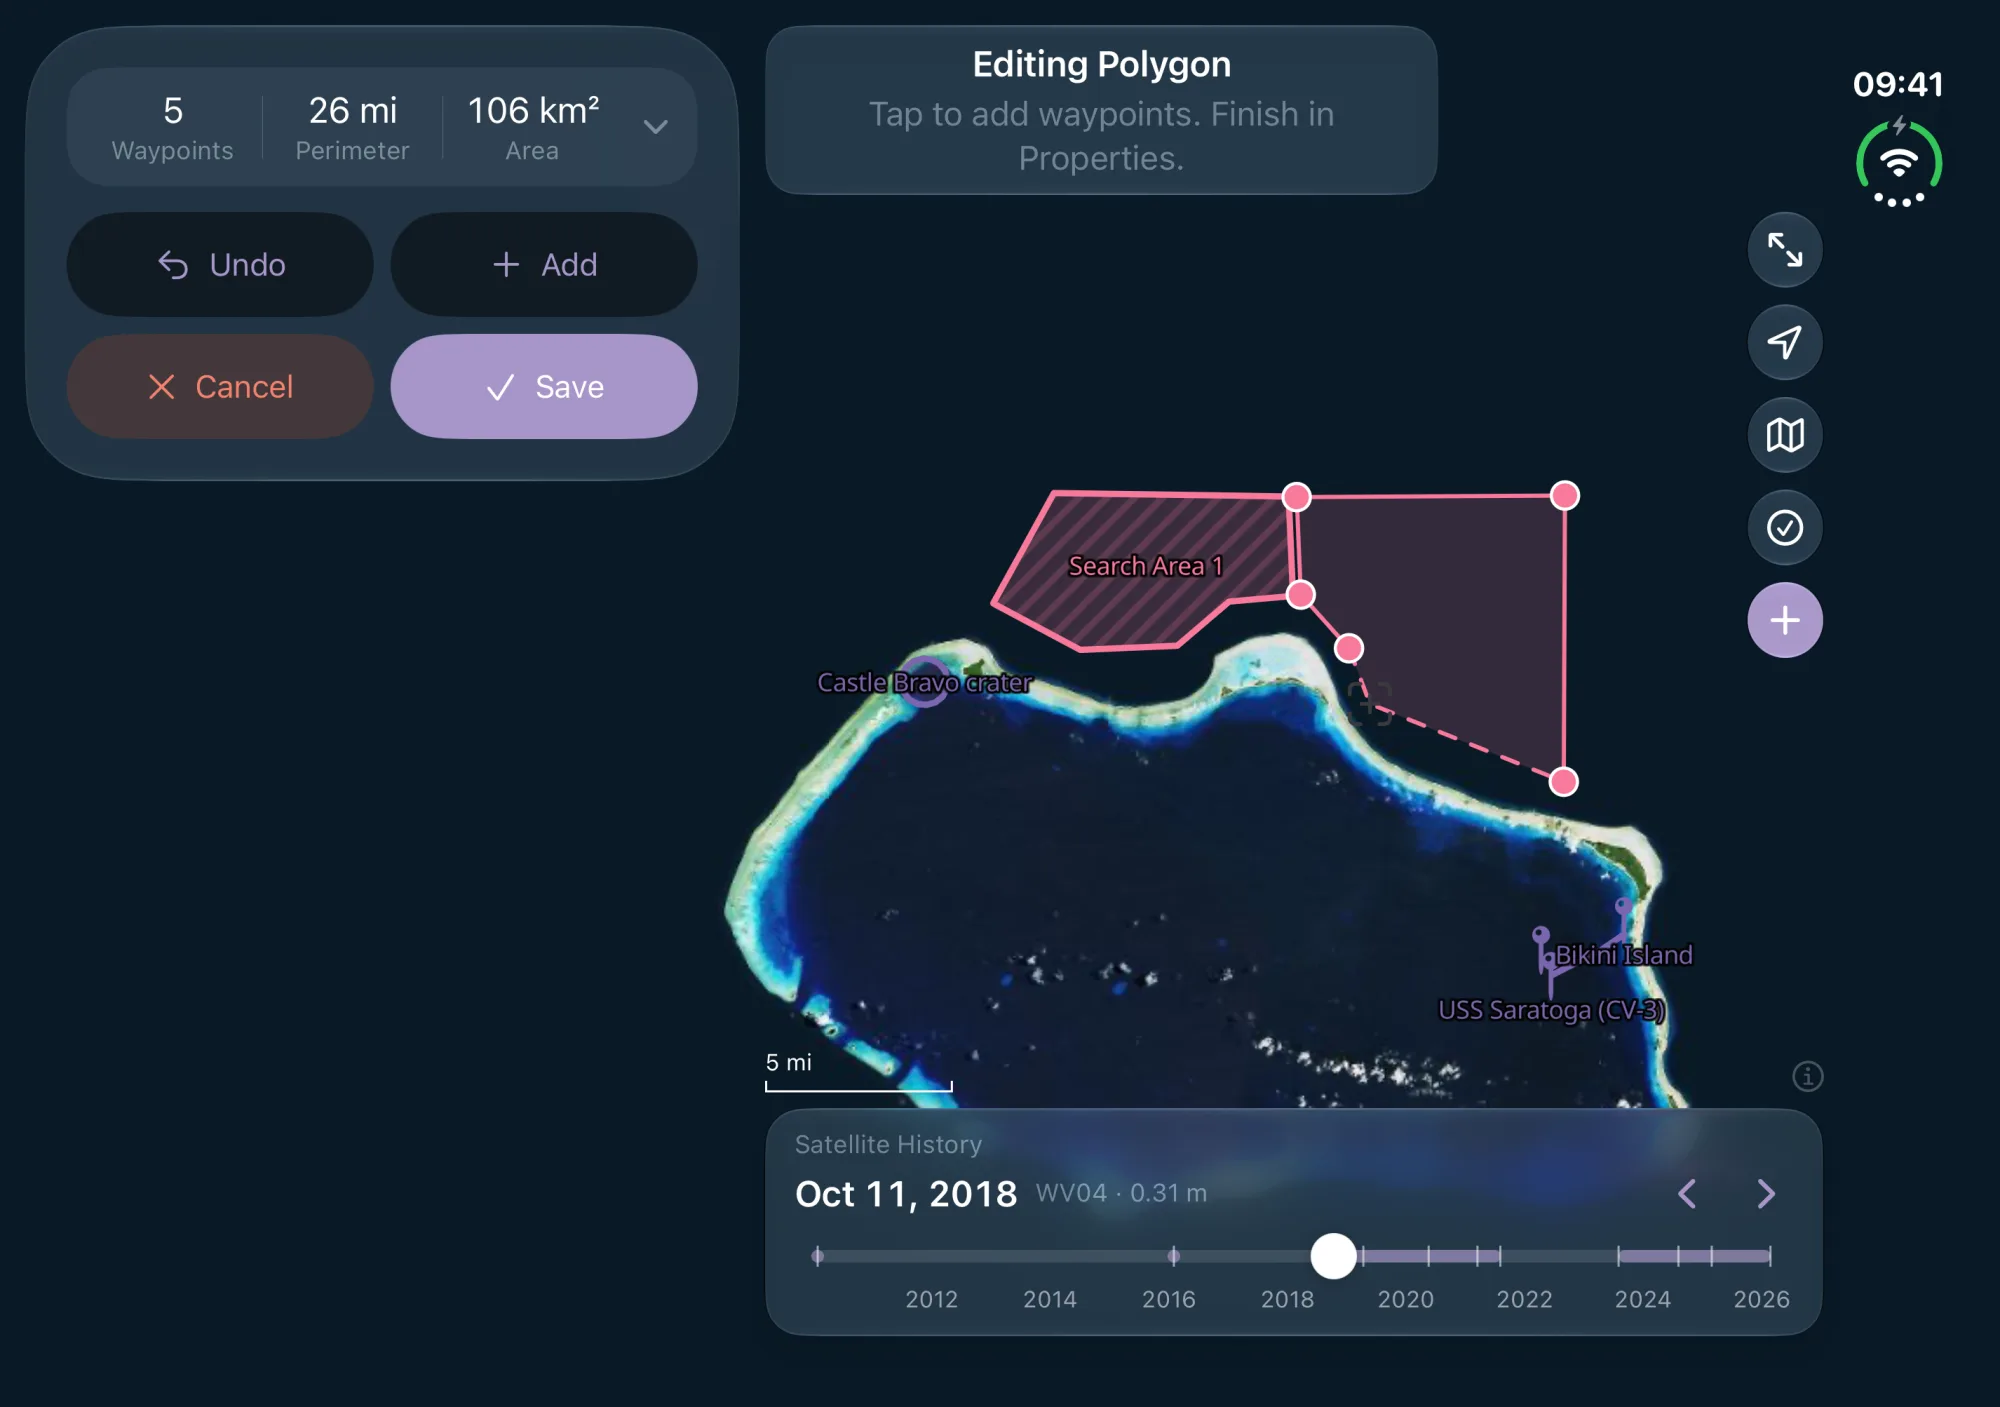 5
Waypoints
26 mi
Perimeter
106 km²
Area
Undo
Add
Cancel
Save
Editing Polygon
Tap to add waypoints. Finish in
Properties.
09:41
Search Area 1
Castle Bravo crater
Bikini Island
USS Saratoga (CV-3)
5 mi
Satellite History
Oct 11, 2018 WV04 · 0.31 m
2012 2014 2016 2018 2020 2022 2024 2026